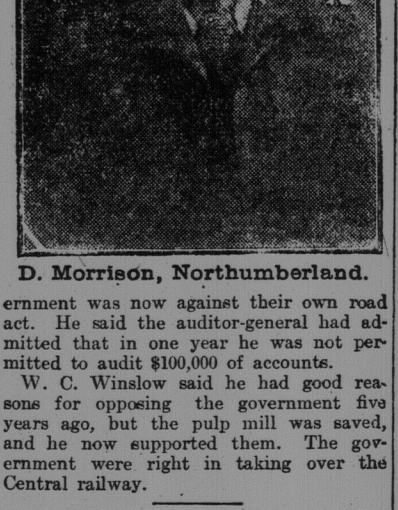 D. Morrison, Northumberland.
ernment was now against their own road
act. He said the auditor-general had ad-
mitted that in one year he was not per-
mitted to audit $100,000 of accounts.
W. C. Winslow said he had good rea-
sons for opposing the government five
years ago, but the pulp mill was saved,
and he now supported them. The gov-
ernment were right in taking over the
Central railway.